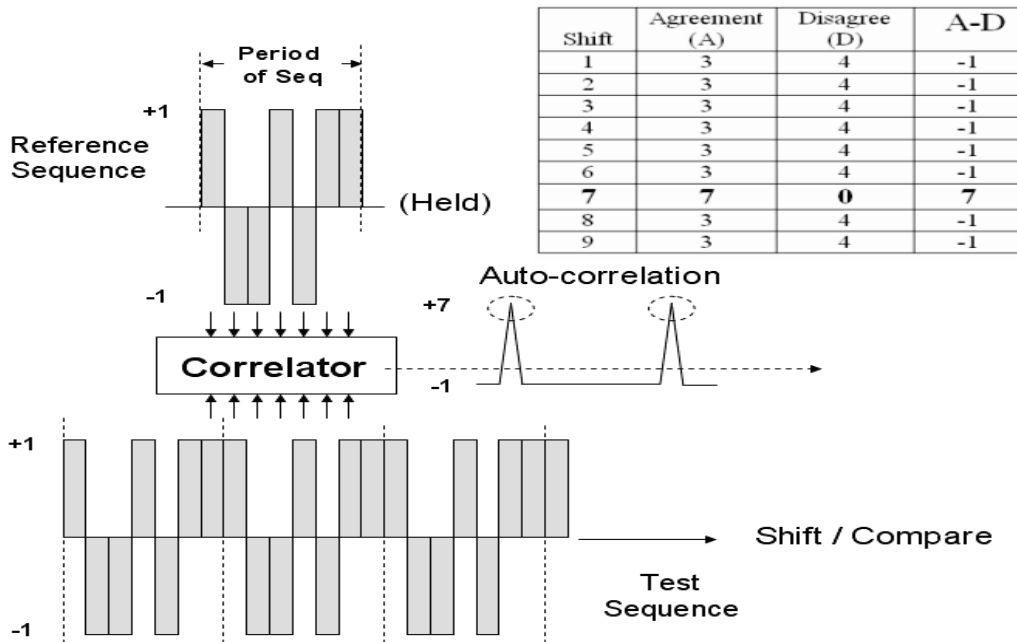 Period
of Seq
+1
Reference
Sequence
(Held)
-1
Shift Agreement (A) Disagree (D) A-D
1 3 4 -1
2 3 4 -1
3 3 4 -1
4 3 4 -1
5 3 4 -1
6 3 4 -1
7 7 0 7
8 3 4 -1
9 3 4 -1
Auto-correlation
+7
-1
Correlator
+1
-1
Shift / Compare
Test
Sequence